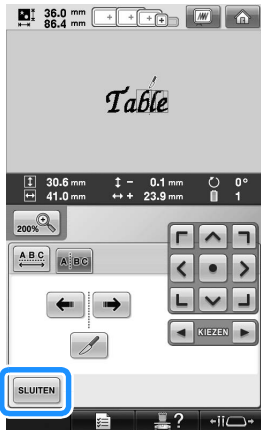 36.0 mm
86.4 mm
Table
30.6 mm - 0.1 mm 0°
41.0 mm + 23.9 mm 1
200%
A B C
A BC
KIEZEN
SLUITEN
?